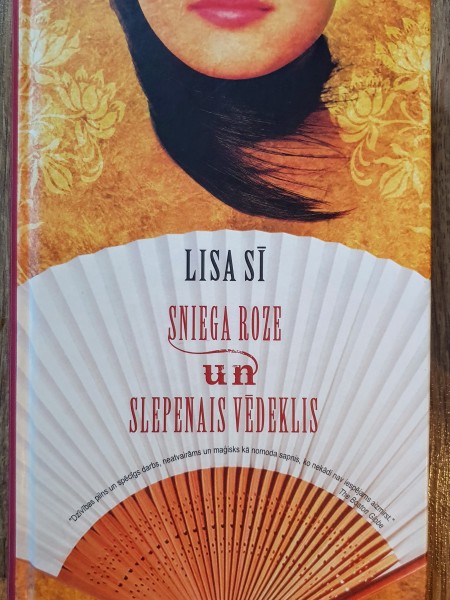 LISA SĪ
SNIEGA ROZE
un
SLEPENAIS VĒDEKLIS
"Dzīvības pilns un spēcīgs darbs, neatvairāms un maģisks kā nomoda sapnis, ko nekādi nav iespējams aizmirst."
The Boston Globe